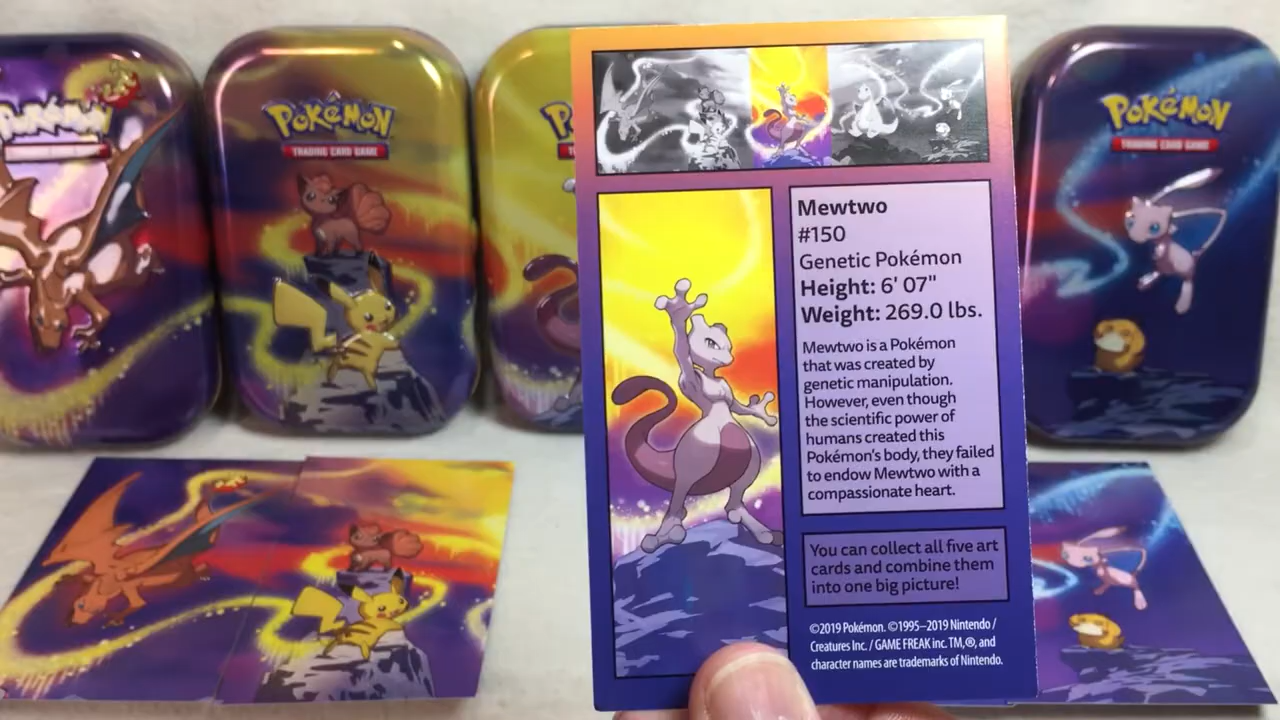 POKéMON
POKéMON
TRADING CARD GAME
PO
POKéMON
TRADING CARD GAME
Mewtwo
#150
Genetic Pokémon
Height: 6' 07"
Weight: 269.0 lbs.
Mewtwo is a Pokémon
that was created by
genetic manipulation.
However, even though
the scientific power of
humans created this
Pokémon's body, they failed
to endow Mewtwo with a
compassionate heart.
You can collect all five art
cards and combine them
into one big picture!
©2019 Pokémon. ©1995–2019 Nintendo /
Creatures Inc. / GAME FREAK inc. TM,®, and
character names are trademarks of Nintendo.